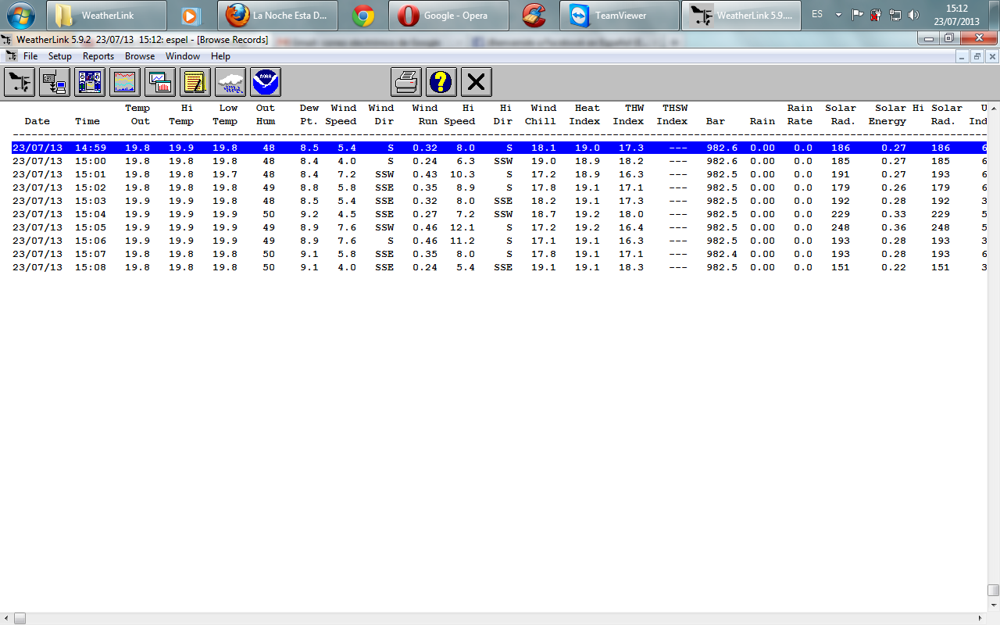 WeatherLink La Noche Esta D... Google - Opera TeamViewer WeatherLink 5.9.... ES 15:12
23/07/2013
WeatherLink 5.9.2 23/07/13 15:12: espel - [Browse Records]
File Setup Reports Browse Window Help
NOAA
Temp Hi Low Out Dew Wind Wind Wind Hi Hi Wind Heat THW THSW Rain Solar Solar Hi Solar U
Date Time Out Temp Temp Hum Pt. Speed Dir Run Speed Dir Chill Index Index Index Bar Rain Rate Rad. Energy Rad. Ind
23/07/13 14:59 19.8 19.9 19.8 48 8.5 5.4 S 0.32 8.0 S 18.1 19.0 17.3 --- 982.6 0.00 0.0 186 0.27 186 6
23/07/13 15:00 19.8 19.8 19.8 48 8.4 4.0 S 0.24 6.3 SSW 19.0 18.9 18.2 --- 982.6 0.00 0.0 185 0.27 185 6
23/07/13 15:01 19.8 19.8 19.7 48 8.4 7.2 SSW 0.43 10.3 S 17.2 18.9 16.3 --- 982.5 0.00 0.0 191 0.27 193 6
23/07/13 15:02 19.8 19.8 19.8 49 8.8 5.8 SSE 0.35 8.9 S 17.8 19.1 17.1 --- 982.5 0.00 0.0 179 0.26 179 6
23/07/13 15:03 19.9 19.9 19.8 48 8.5 5.4 SSE 0.32 8.0 SSE 18.2 19.1 17.3 --- 982.5 0.00 0.0 192 0.28 192 3
23/07/13 15:04 19.9 19.9 19.9 50 9.2 4.5 SSE 0.27 7.2 SSW 18.7 19.2 18.0 --- 982.5 0.00 0.0 229 0.33 229 5
23/07/13 15:05 19.9 19.9 19.9 49 8.9 7.6 SSW 0.46 12.1 S 17.2 19.2 16.4 --- 982.5 0.00 0.0 248 0.36 248 5
23/07/13 15:06 19.9 19.9 19.9 49 8.9 7.6 S 0.46 11.2 S 17.1 19.1 16.3 --- 982.5 0.00 0.0 193 0.28 193 3
23/07/13 15:07 19.8 19.8 19.8 50 9.1 5.8 SSE 0.35 8.0 S 17.8 19.1 17.1 --- 982.4 0.00 0.0 193 0.28 193 6
23/07/13 15:08 19.8 19.8 19.8 50 9.1 4.0 SSE 0.24 5.4 SSE 19.1 19.1 18.3 --- 982.5 0.00 0.0 151 0.22 151 3